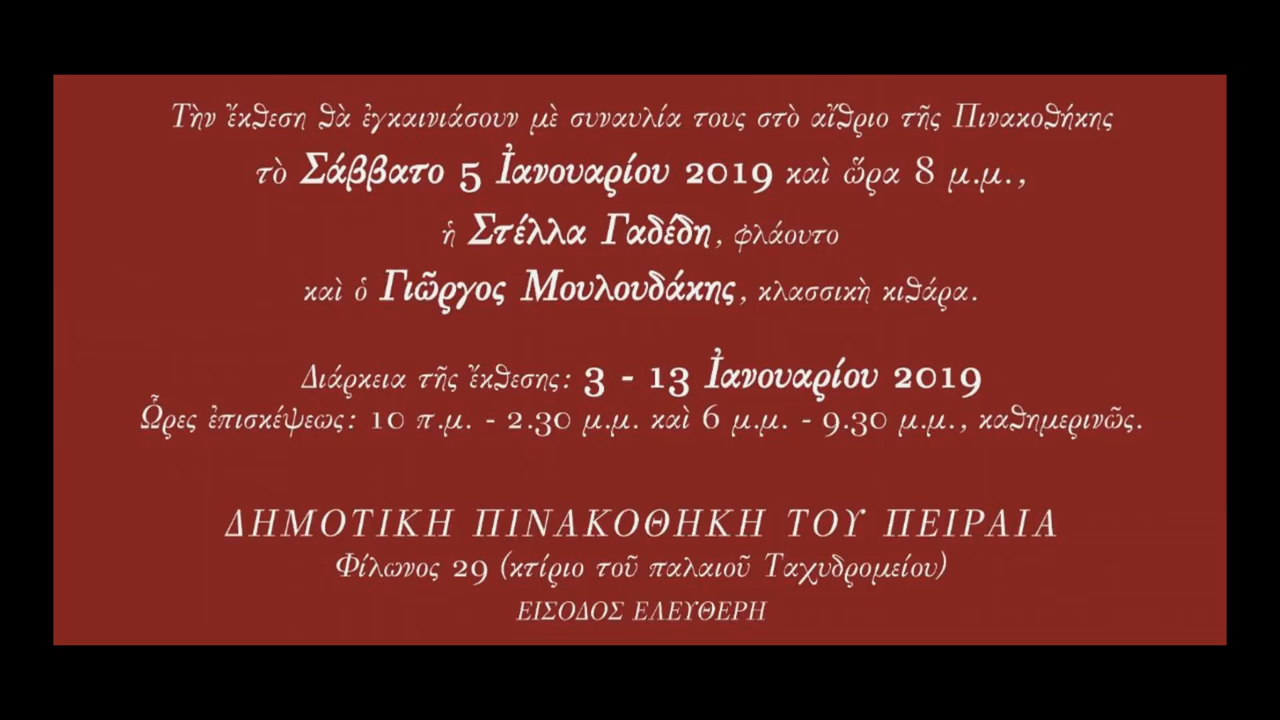 Τὴν ἔκθεση θὰ ἐγκαινιάσουν μὲ συναυλία τους στὸ αἴθριο τῆς Πινακοθήκης
τὸ Σάββατο 5 Ἰανουαρίου 2019 καὶ ὥρα 8 μ.μ.,
ἡ Στέλλα Γαδέδη, φλάουτο
καὶ ὁ Γιῶργος Μουλουδάκης, κλασσικὴ κιθάρα.
Διάρκεια τῆς ἔκθεσης: 3 - 13 Ἰανουαρίου 2019
Ὧρες ἐπισκέψεως: 10 π.μ. - 2.30 μ.μ. καὶ 6 μ.μ. - 9.30 μ.μ., καθημερινῶς.
ΔΗΜΟΤΙΚΗ ΠΙΝΑΚΟΘΗΚΗ ΤΟΥ ΠΕΙΡΑΙΑ
Φίλωνος 29 (κτίριο τοῦ παλαιοῦ Ταχυδρομείου)
ΕΙΣΟΔΟΣ ΕΛΕΥΘΕΡΗ